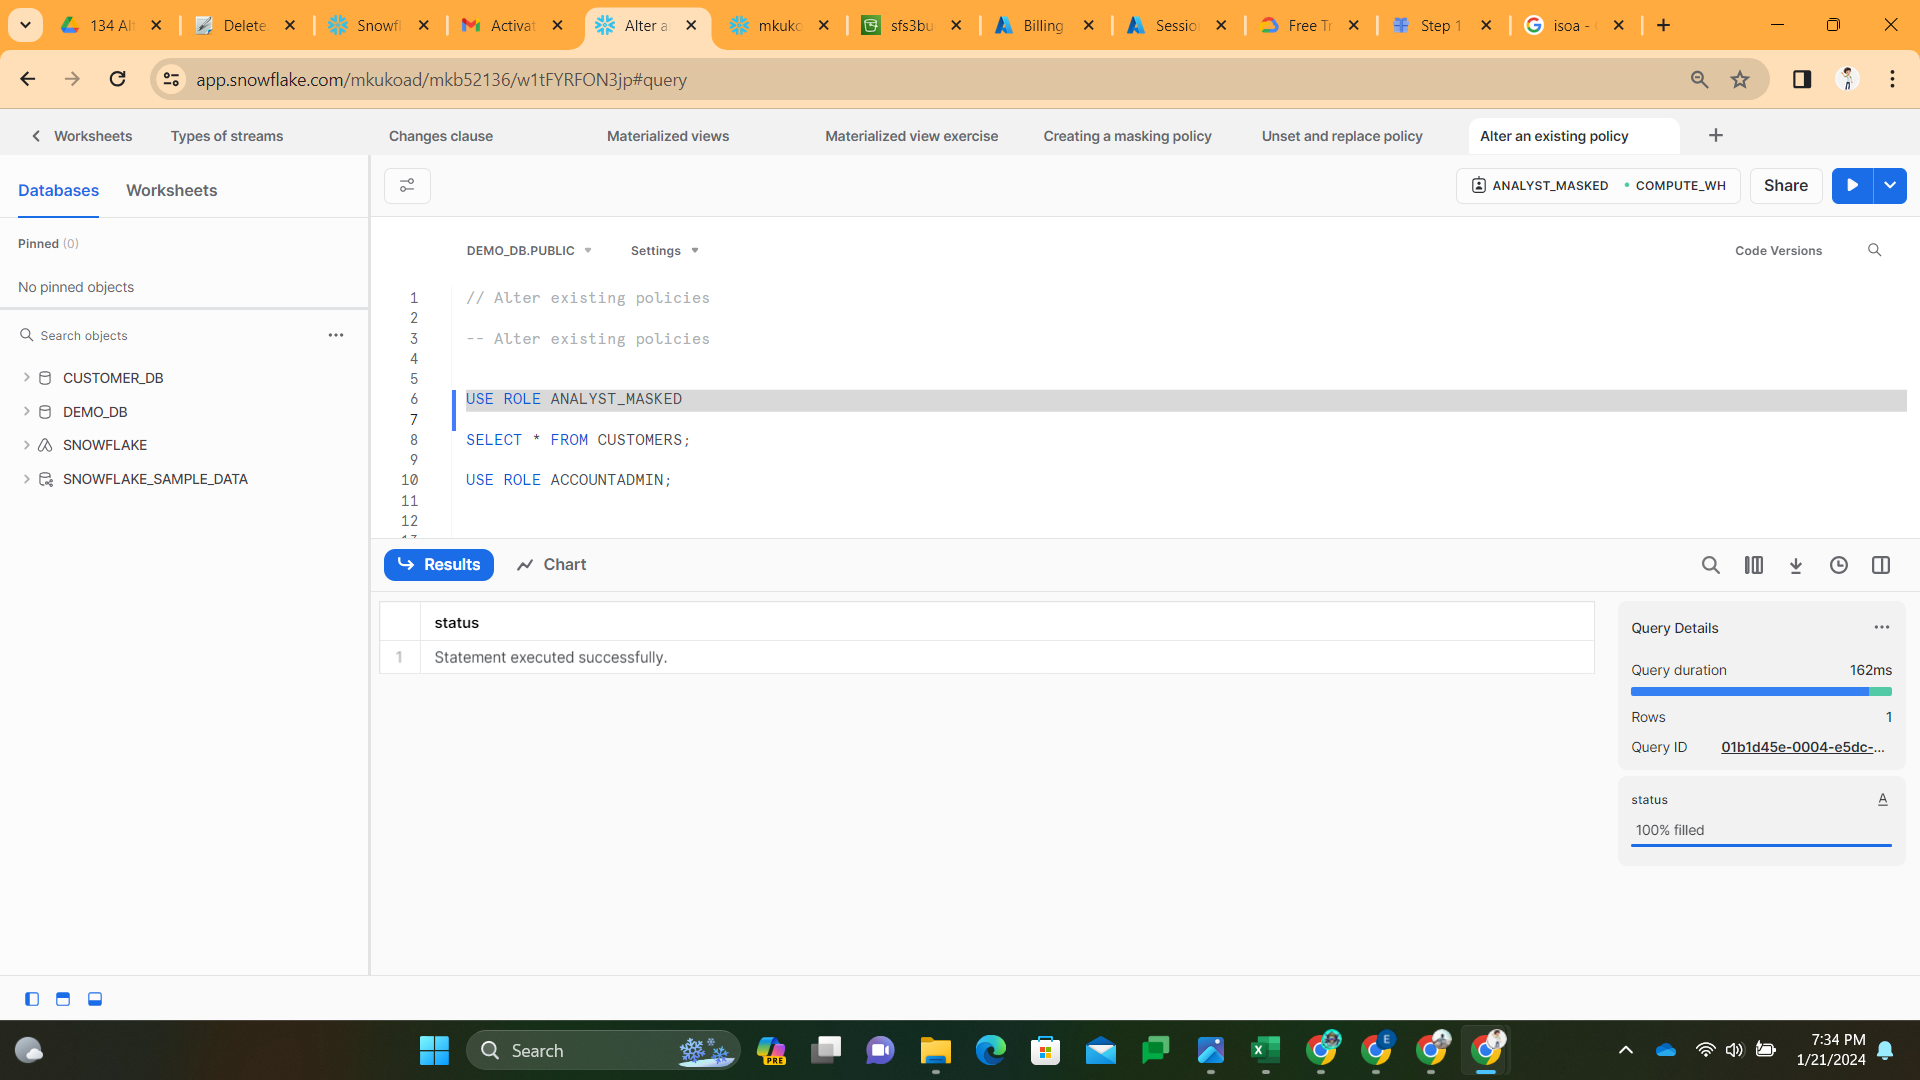 134 Al
Delete
Snowfl
Activat
Alter a
mkuko
sfs3bu
Billing
Sessio
Free Tr
Step 1
isoa -
app.snowflake.com/mkukoad/mkb52136/w1tFYRFON3jp#query
Worksheets
Types of streams
Changes clause
Materialized views
Materialized view exercise
Creating a masking policy
Unset and replace policy
Alter an existing policy
Databases Worksheets
ANALYST_MASKED COMPUTE_WH
Share
Pinned (0)
No pinned objects
Search objects
CUSTOMER_DB
DEMO_DB
SNOWFLAKE
SNOWFLAKE_SAMPLE_DATA
DEMO_DB.PUBLIC
Settings
Code Versions
1 // Alter existing policies
2
3 -- Alter existing policies
4
5
6 USE ROLE ANALYST_MASKED
7
8 SELECT * FROM CUSTOMERS;
9
10 USE ROLE ACCOUNTADMIN;
11
12
Results
Chart
status
1 Statement executed successfully.
Query Details
Query duration 162ms
Rows 1
Query ID 01b1d45e-0004-e5dc-...
status A
100% filled
Search
PRE
E
7:34 PM
1/21/2024